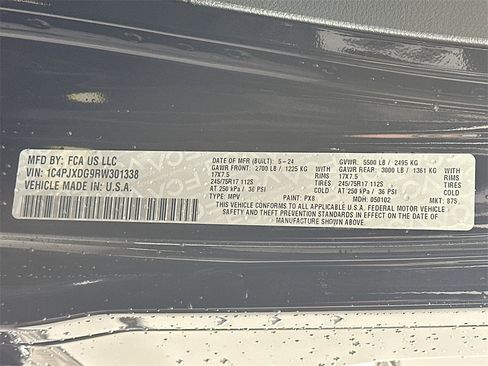 MFD BY: FCA US LLC
VIN: 1C4PJXDG9RW301338
VEHICLE MADE IN: U.S.A.
DATE OF MFR (BUILT): 5-24 GVWR: 5500 LB / 2495 KG
GAWR FRONT: 2700 LB / 1225 KG WITH GAWR REAR: 3000 LB / 1361 KG WITH
17X7.5 RIMS 17X7.5 RIMS
245/75R17 112S TIRES 245/75R17 112S TIRES
AT 250 kPa / 36 PSI AT 250 kPa / 36 PSI
THIS VEHICLE CONFORMS TO ALL APPLICABLE U.S.A. FEDERAL MOTOR VEHICLE
SAFETY AND THEFT PREVENTION STANDARDS IN EFFECT ON THE DATE OF
MANUFACTURE SHOWN ABOVE.
TYPE: MPV PAINT: PX8 MDH: 050102 MKT: 875